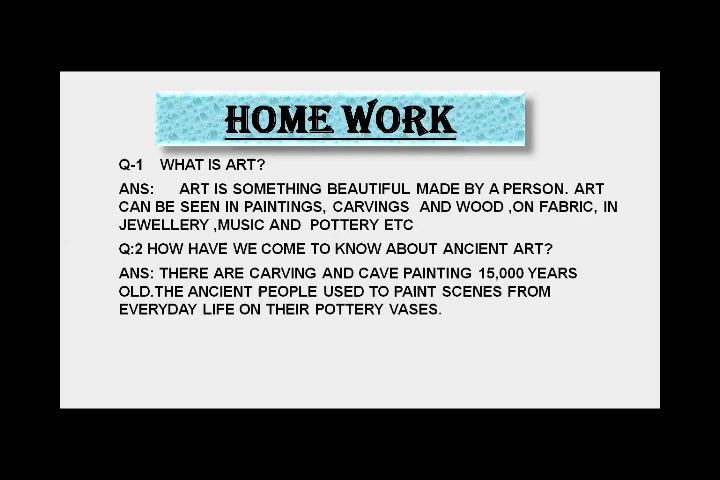 HOME WORK
Q-1 WHAT IS ART?
ANS: ART IS SOMETHING BEAUTIFUL MADE BY A PERSON. ART
CAN BE SEEN IN PAINTINGS, CARVINGS AND WOOD ,ON FABRIC, IN
JEWELLERY ,MUSIC AND POTTERY ETC
Q:2 HOW HAVE WE COME TO KNOW ABOUT ANCIENT ART?
ANS: THERE ARE CARVING AND CAVE PAINTING 15,000 YEARS
OLD.THE ANCIENT PEOPLE USED TO PAINT SCENES FROM
EVERYDAY LIFE ON THEIR POTTERY VASES.